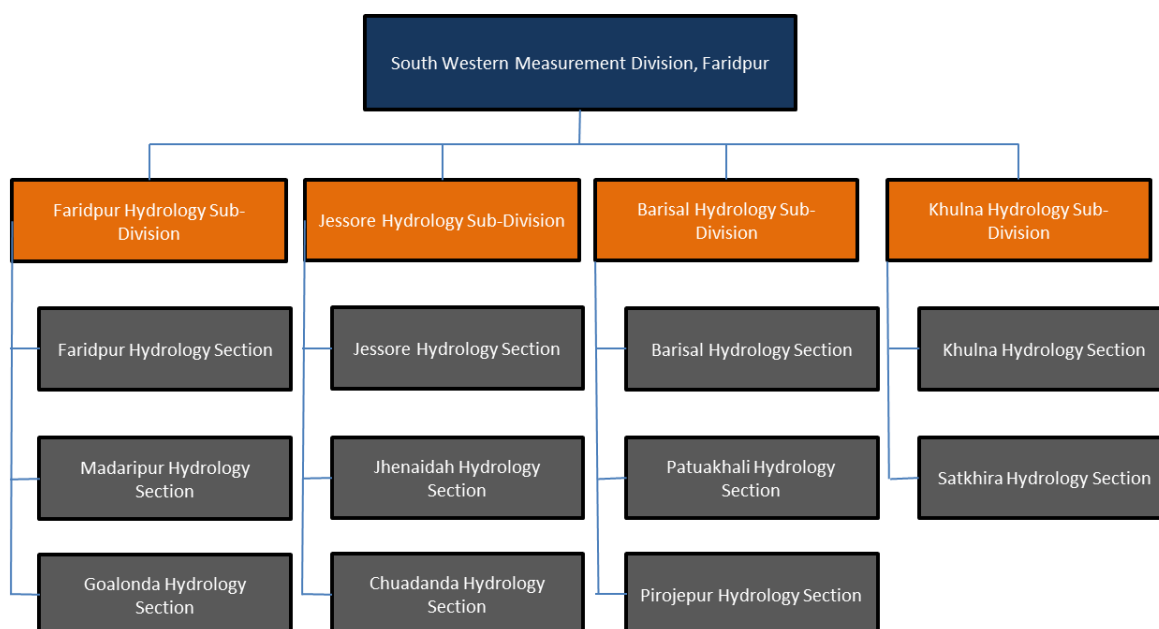 South Western Measurement Division, Faridpur
Faridpur Hydrology Sub-
Division
Jessore Hydrology Sub-Division
Barisal Hydrology Sub-
Division
Khulna Hydrology Sub-
Division
Faridpur Hydrology Section
Jessore Hydrology Section
Barisal Hydrology Section
Khulna Hydrology Section
Madaripur Hydrology
Section
Jhenaidah Hydrology
Section
Patuakhali Hydrology
Section
Satkhira Hydrology Section
Goalonda Hydrology
Section
Chuadanda Hydrology
Section
Pirojepur Hydrology Section